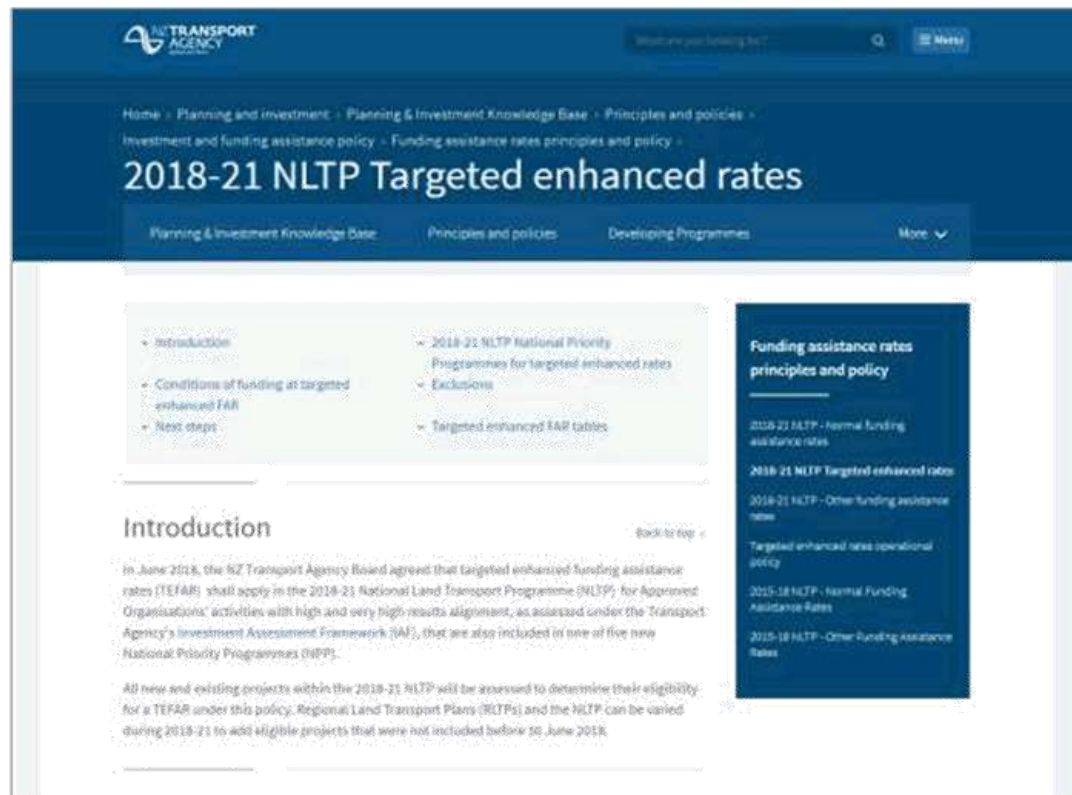 NZ TRANSPORT
AGENCY
What are you looking for?
Menu
Home
Planning and investment
Planning & Investment Knowledge Base
Principles and policies
Investment and funding assistance policy
Funding assistance rates principles and policy
2018-21 NLTP Targeted enhanced rates
Planning & Investment Knowledge Base
Principles and policies
Developing Programmes
More
Introduction
Conditions of funding at targeted
enhanced FAR
Next steps
2018-21 NLTP National Priority
Programmes for targeted enhanced rates
Exclusions
Targeted enhanced FAR tables
Introduction
Back to top
In June 2018, the NZ Transport Agency Board agreed that targeted enhanced funding assistance
rates (TEFAR) shall apply in the 2018-21 National Land Transport Programme (NLTP) for Approved
Organisations' activities with high and very high results alignment, as assessed under the Transport
Agency's Investment Assessment Framework (IAF), that are also included in one of five new
National Priority Programmes (NPP).
All new and existing projects within the 2018-21 NLTP will be assessed to determine their eligibility
for a TEFAR under this policy. Regional Land Transport Plans (RLTPs) and the NLTP can be varied
during 2018-21 to add eligible projects that were not included before 30 June 2018.
Funding assistance rates
principles and policy
2018-21 NLTP - Normal funding
assistance rates
2018-21 NLTP Targeted enhanced rates
2018-21 NLTP - Other funding assistance
rates
Targeted enhanced rates operational
policy
2015-18 NLTP - Normal Funding
Assistance Rates
2015-18 NLTP - Other Funding Assistance
Rates